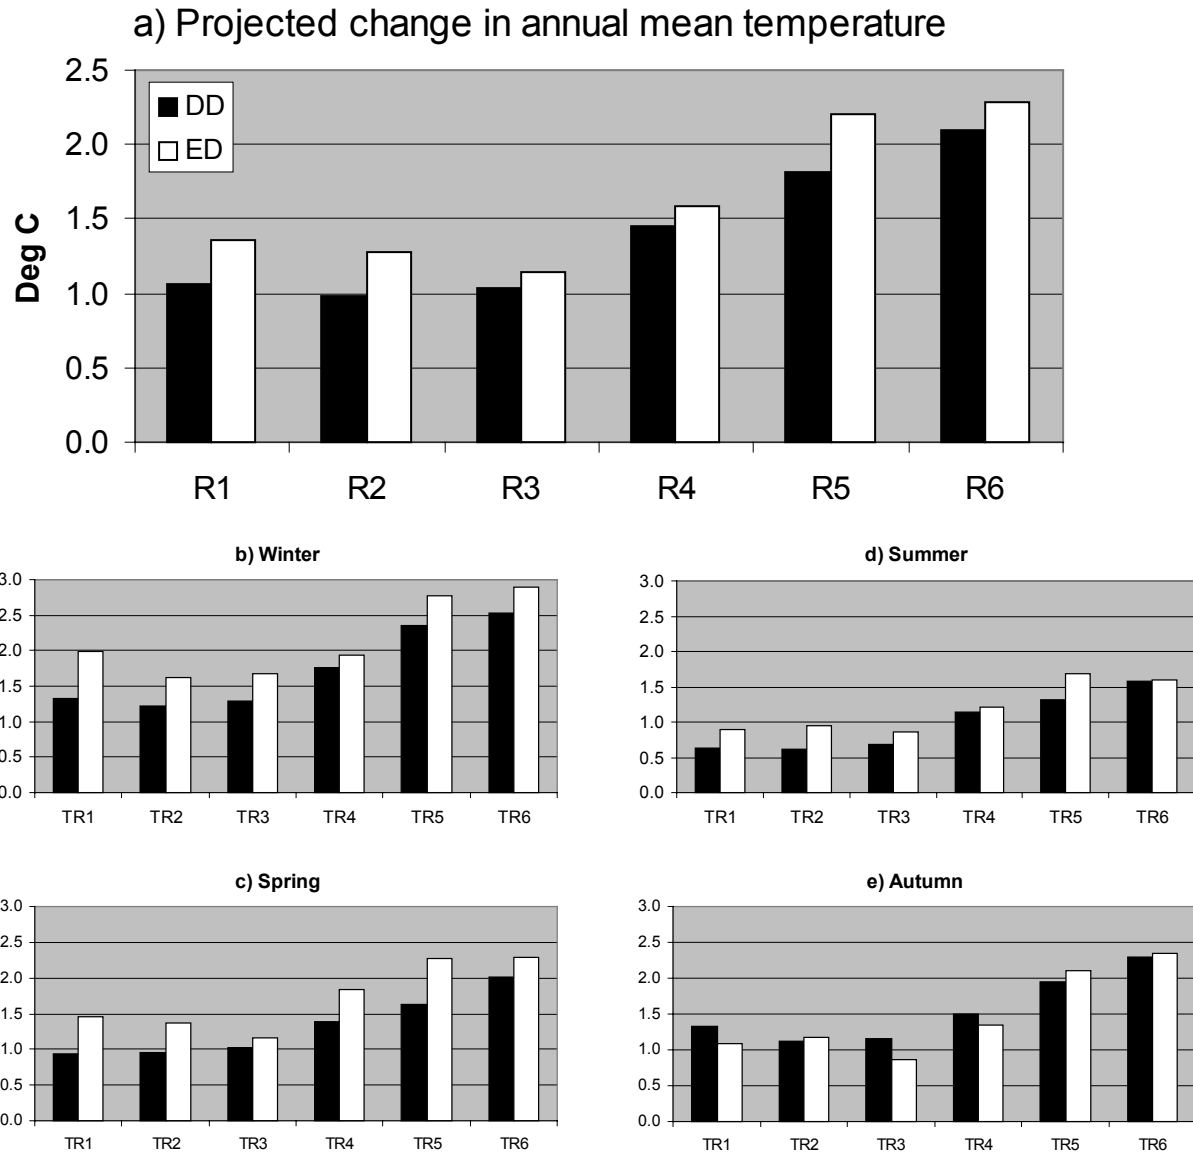 a) Projected change in annual mean temperature
2.5
2.0
1.5
1.0
0.5
0.0
Deg C
DD
ED
R1 R2 R3 R4 R5 R6
b) Winter
3.0
2.5
2.0
1.5
1.0
0.5
0.0
TR1 TR2 TR3 TR4 TR5 TR6
d) Summer
3.0
2.5
2.0
1.5
1.0
0.5
0.0
TR1 TR2 TR3 TR4 TR5 TR6
c) Spring
3.0
2.5
2.0
1.5
1.0
0.5
0.0
TR1 TR2 TR3 TR4 TR5 TR6
e) Autumn
3.0
2.5
2.0
1.5
1.0
0.5
0.0
TR1 TR2 TR3 TR4 TR5 TR6